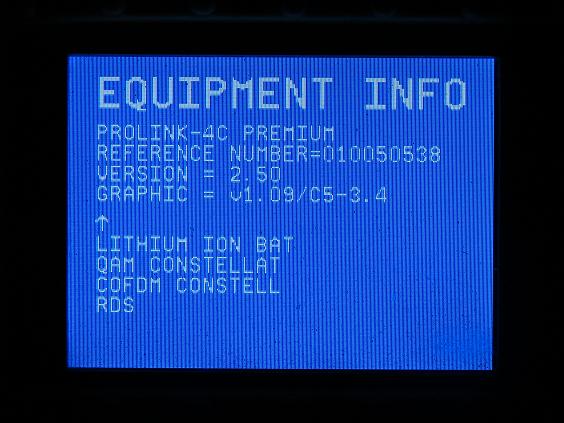 EQUIPMENT INFO
PROLINK-4C PREMIUM
REFERENCE NUMBER=010050538
VERSION = 2.50
GRAPHIC = v1.09/C5-3.4
↑
LITHIUM ION BAT
QAM CONSTELLAT
COFDM CONSTELL
RDS